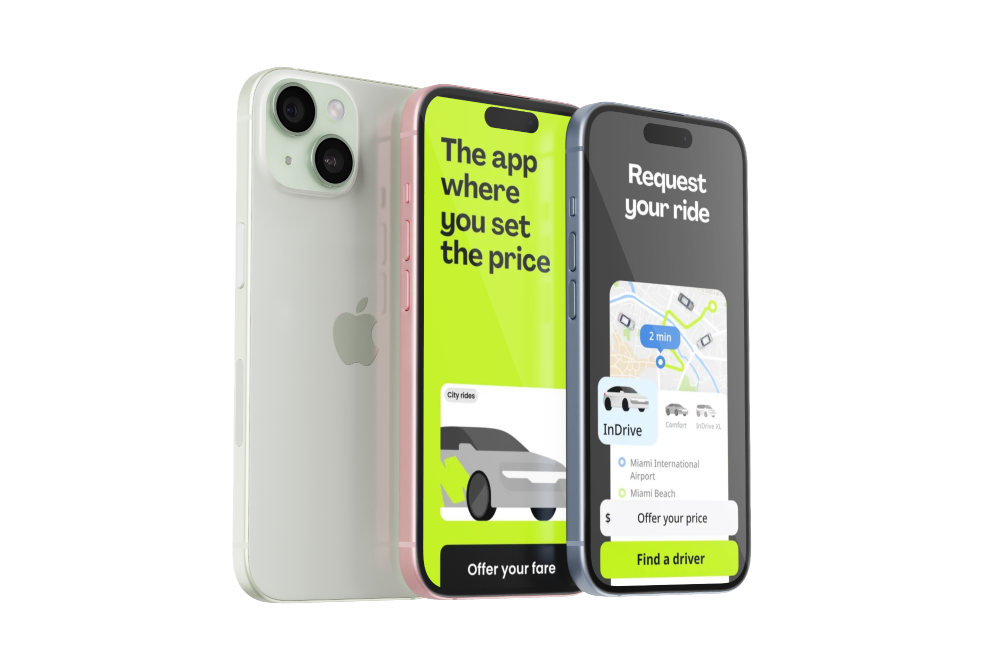 The app
where
you set
the price
City rides
Offer your fare
Request
your ride
2 min
InDrive
Comfort
InDrive XL
Miami International
Airport
Miami Beach
$ Offer your price
Find a driver